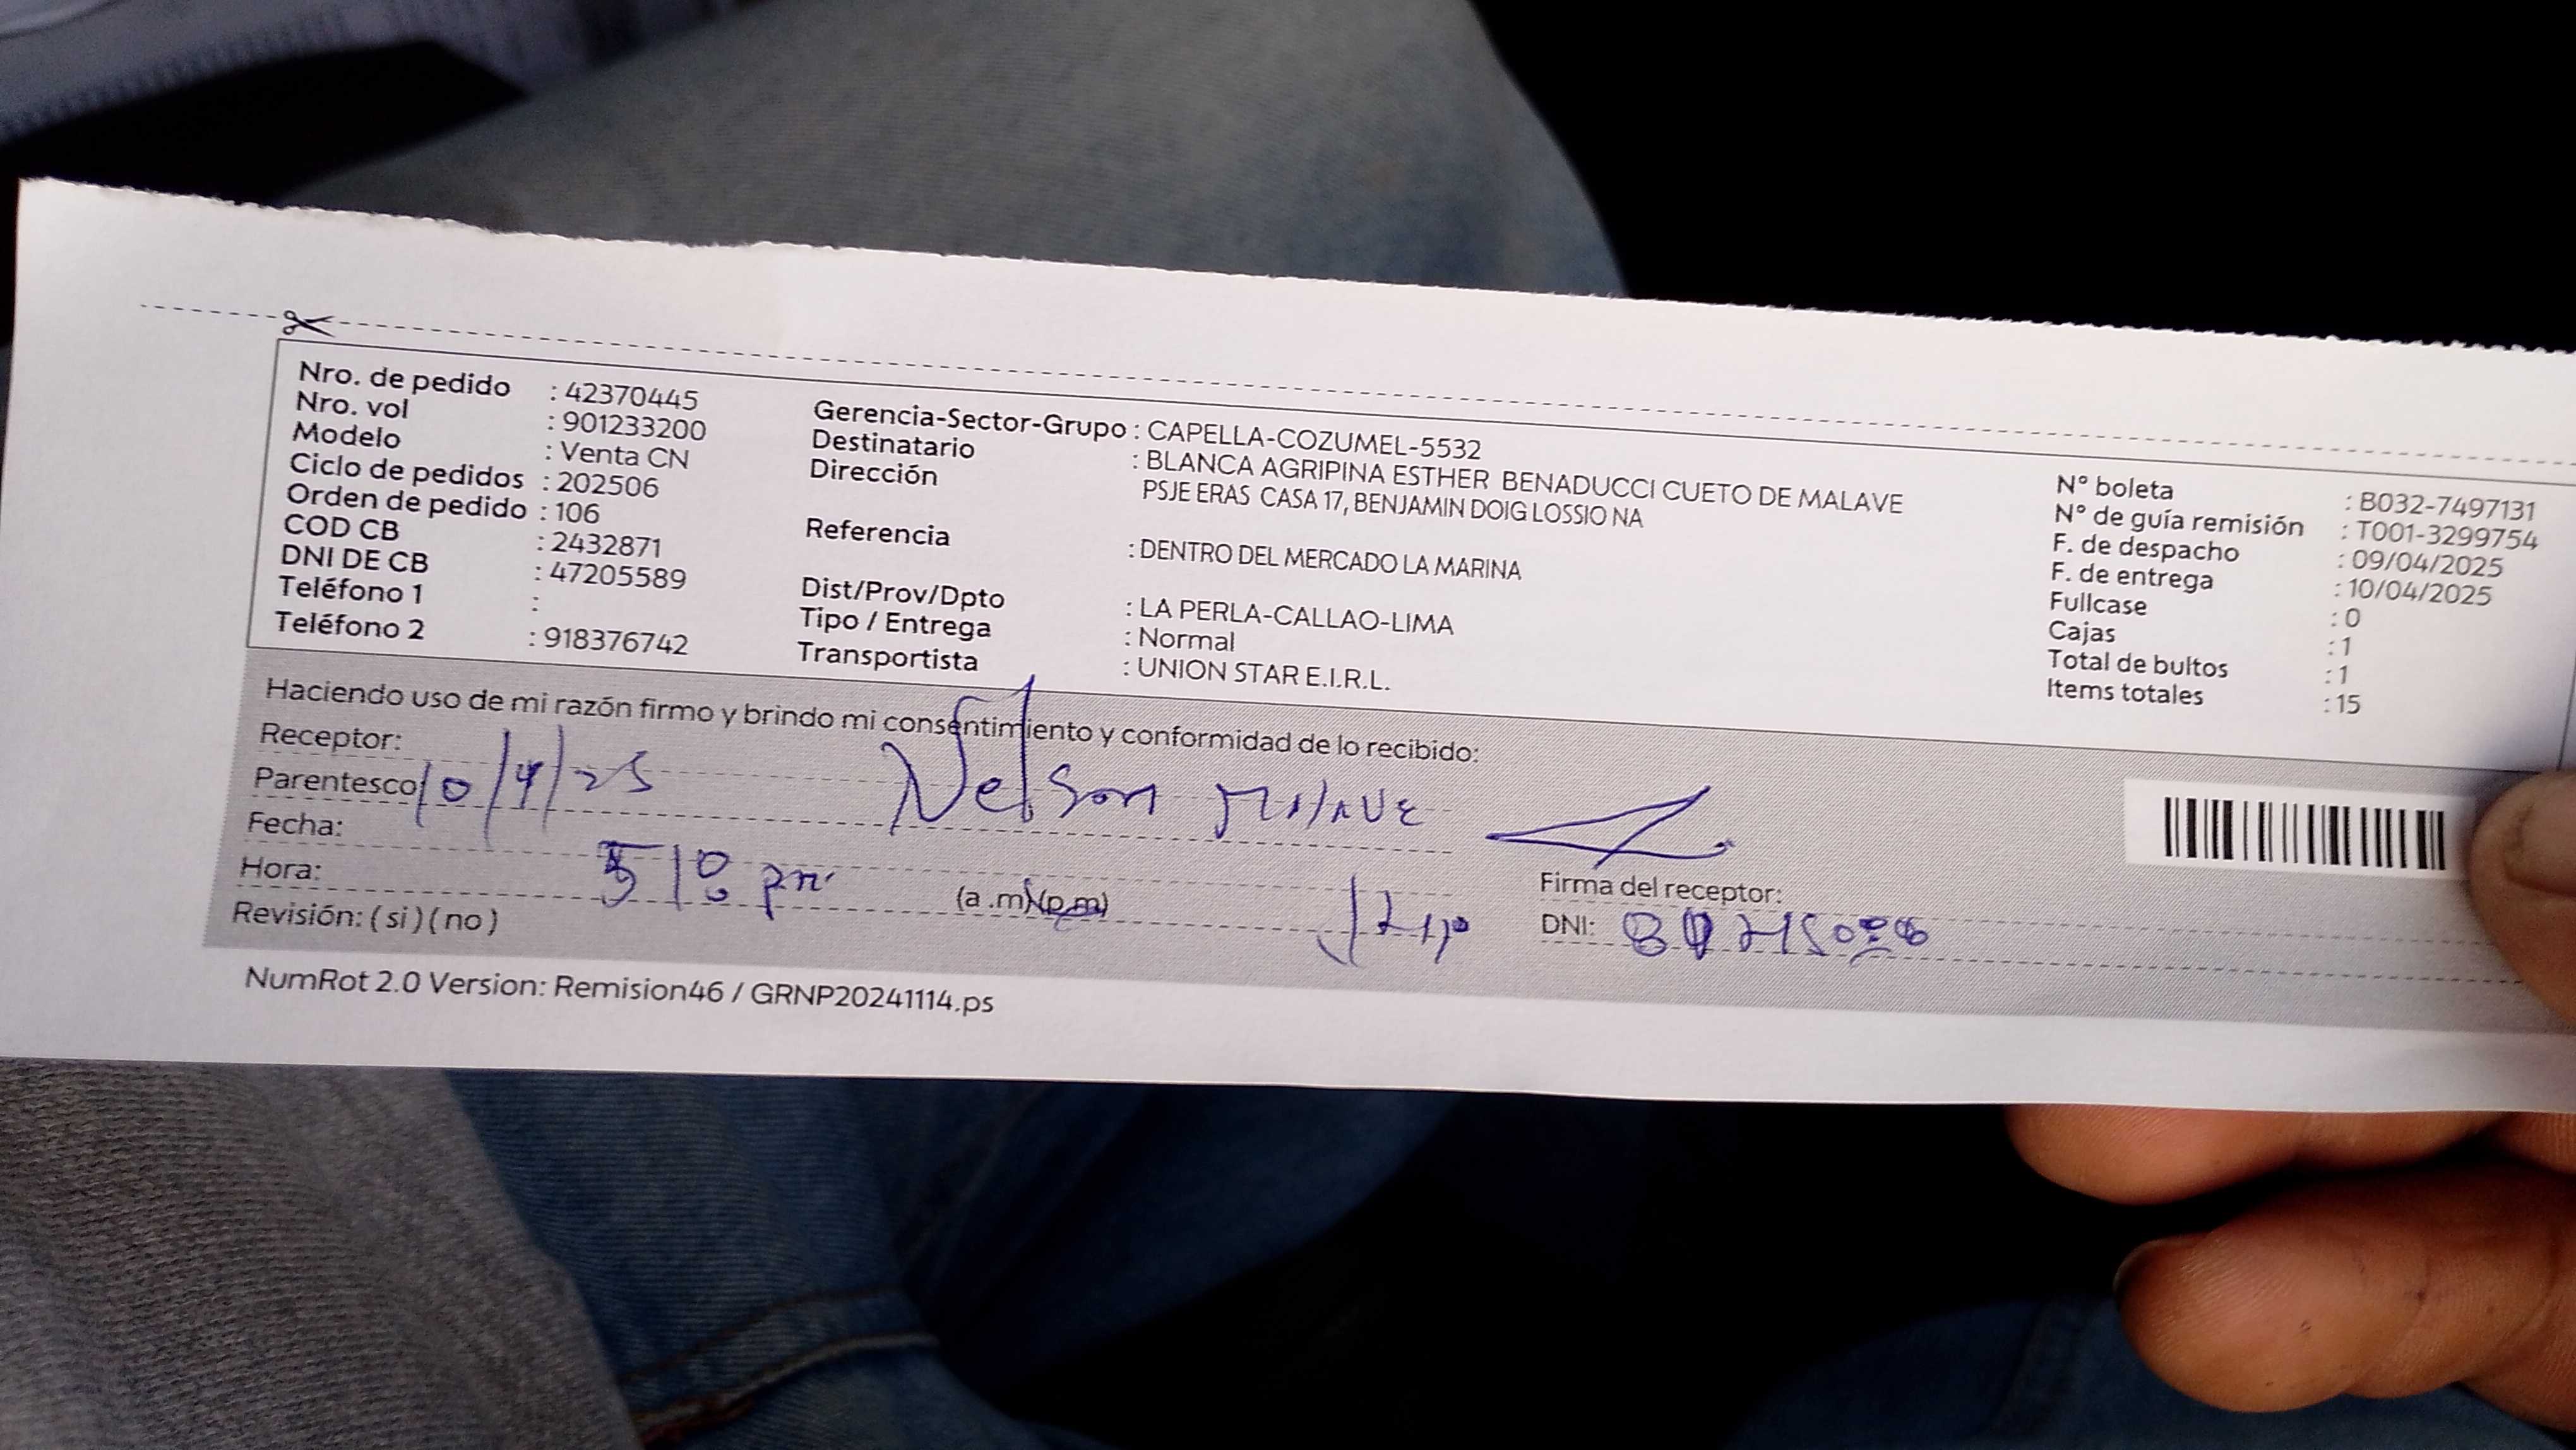 Nro. de pedido : 42370445
Nro. vol : 901233200
Modelo : Venta CN
Ciclo de pedidos : 202506
Orden de pedido : 106
COD CB : 2432871
DNI DE CB : 47205589
Teléfono 1 :
Teléfono 2 : 918376742
Gerencia-Sector-Grupo : CAPELLA-COZUMEL-5532
Destinatario : BLANCA AGRIPINA ESTHER BENADUCCI CUETO DE MALAVE
Dirección PSJE ERAS CASA 17, BENJAMIN DOIG LOSSIO NA
Referencia : DENTRO DEL MERCADO LA MARINA
Dist/Prov/Dpto : LA PERLA-CALLAO-LIMA
Tipo / Entrega : Normal
Transportista : UNION STAR E.I.R.L.
N° boleta : B032-7497131
N° de guía remisión : T001-3299754
F. de despacho : 09/04/2025
F. de entrega : 10/04/2025
Fullcase : 0
Cajas : 1
Total de bultos : 1
Items totales : 15
Haciendo uso de mi razón firmo y brindo mi consentimiento y conformidad de lo recibido:
Receptor:
Parentesco 10/4/25 Nelson Malave
Fecha:
Hora: pm (a .m) (p.m)
Firma del receptor:
Revisión: ( si ) ( no )
DNI:
NumRot 2.0 Version: Remision46 / GRNP20241114.ps